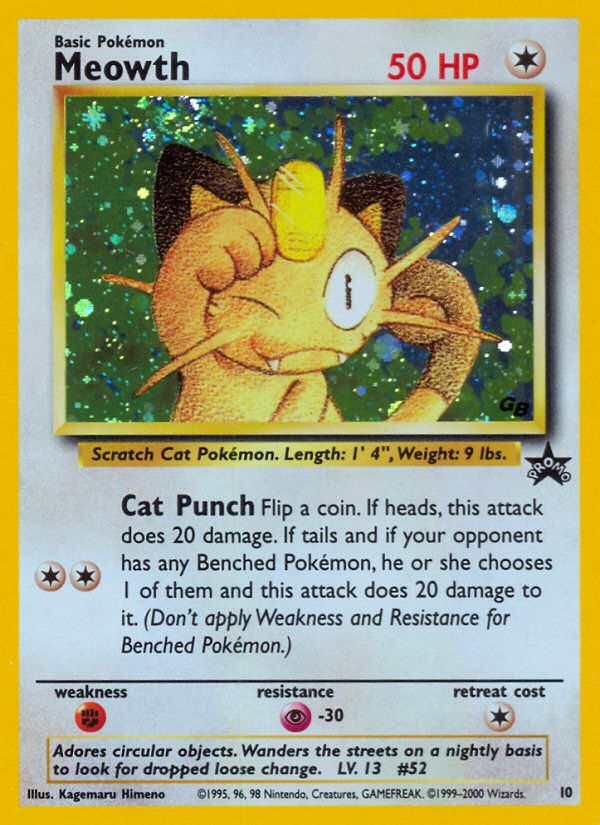 Basic Pokémon
Meowth
50 HP
GB
Scratch Cat Pokémon. Length: 1' 4", Weight: 9 lbs.
PROMO
Cat Punch Flip a coin. If heads, this attack
does 20 damage. If tails and if your opponent
has any Benched Pokémon, he or she chooses
1 of them and this attack does 20 damage to
it. (Don't apply Weakness and Resistance for
Benched Pokémon.)
weakness
resistance
retreat cost
-30
Adores circular objects. Wanders the streets on a nightly basis
to look for dropped loose change. LV. 13 #52
Illus. Kagemaru Himeno
©1995, 96, 98 Nintendo, Creatures, GAMEFREAK. ©1999-2000 Wizards.
10